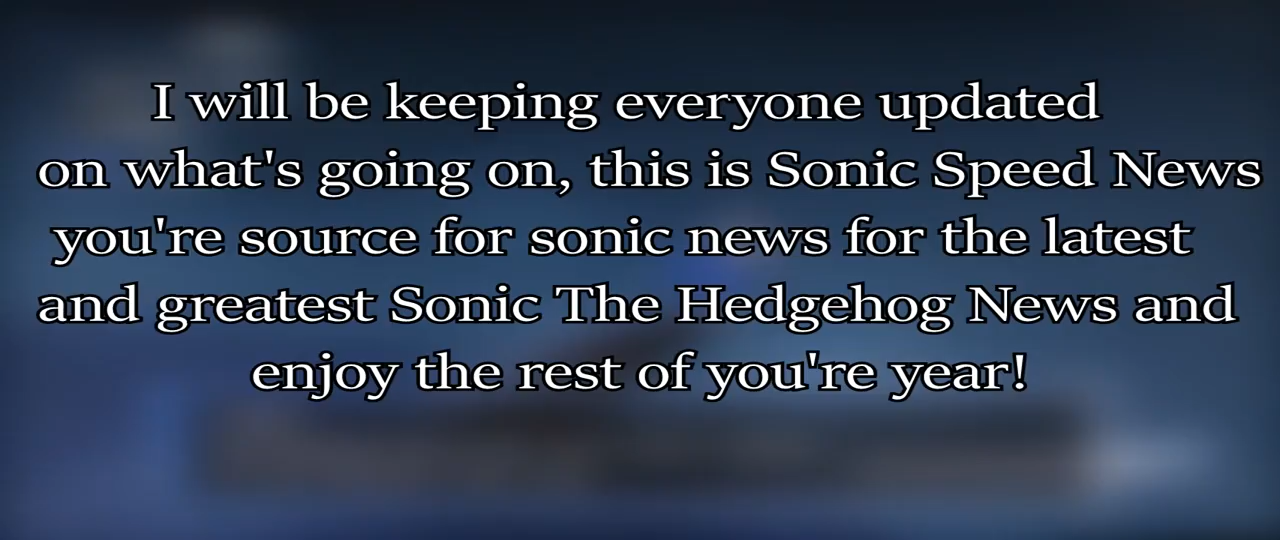 I will be keeping everyone updated
on what's going on, this is Sonic Speed News
you're source for sonic news for the latest
and greatest Sonic The Hedgehog News and
enjoy the rest of you're year!